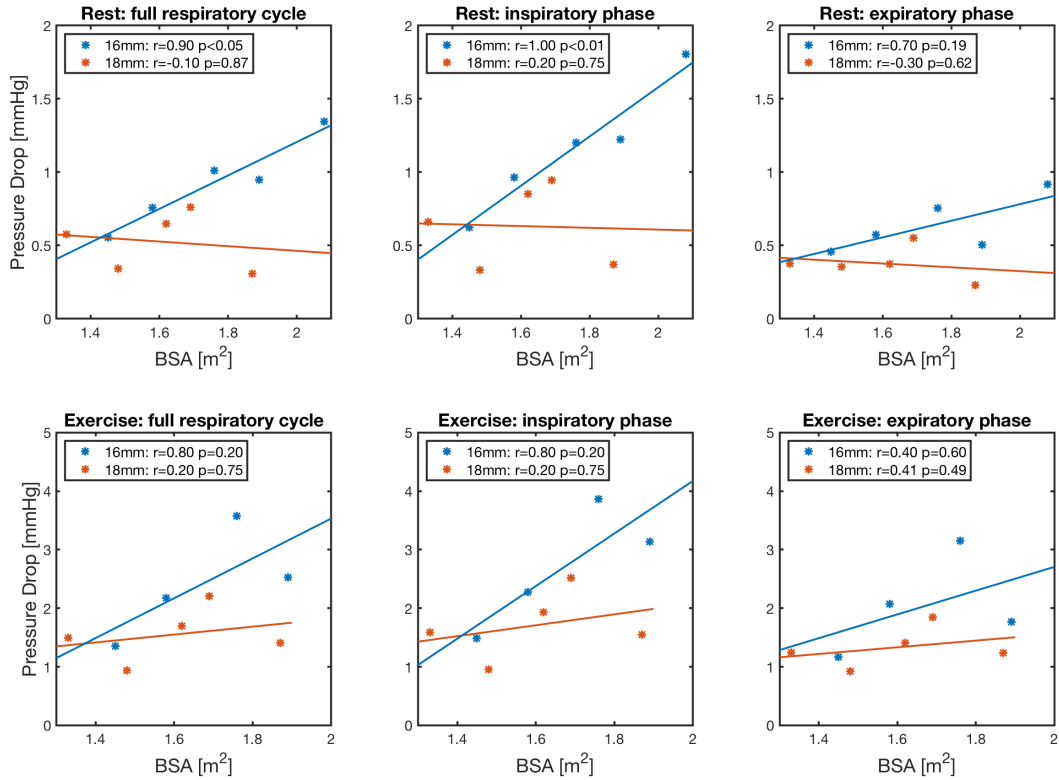 Rest: full respiratory cycle
16mm: r=0.90 p<0.05
18mm: r=-0.10 p=0.87
Pressure Drop [mmHg]
2
1.5
1
0.5
0
1.4 1.6 1.8 2
BSA [m²]
Rest: inspiratory phase
16mm: r=1.00 p<0.01
18mm: r=0.20 p=0.75
2
1.5
1
0.5
0
1.4 1.6 1.8 2
BSA [m²]
Rest: expiratory phase
16mm: r=0.70 p=0.19
18mm: r=-0.30 p=0.62
2
1.5
1
0.5
0
1.4 1.6 1.8 2
BSA [m²]
Exercise: full respiratory cycle
16mm: r=0.80 p=0.20
18mm: r=0.20 p=0.75
Pressure Drop [mmHg]
5
4
3
2
1
0
1.4 1.6 1.8 2
BSA [m²]
Exercise: inspiratory phase
16mm: r=0.80 p=0.20
18mm: r=0.20 p=0.75
5
4
3
2
1
0
1.4 1.6 1.8 2
BSA [m²]
Exercise: expiratory phase
16mm: r=0.40 p=0.60
18mm: r=0.41 p=0.49
5
4
3
2
1
0
1.4 1.6 1.8 2
BSA [m²]